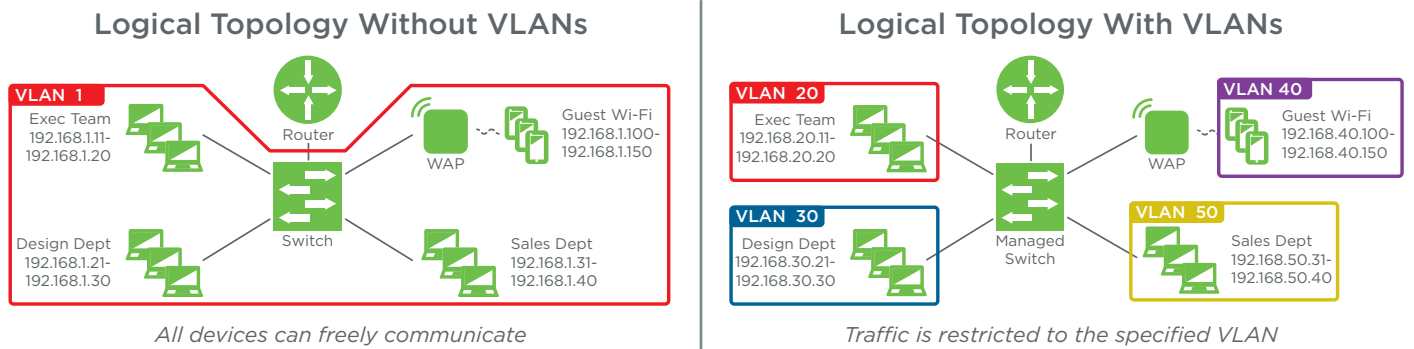 Logical Topology Without VLANs
VLAN 1
Exec Team
192.168.1.11-
192.168.1.20
Router
WAP
Guest Wi-Fi
192.168.1.100-
192.168.1.150
Design Dept
192.168.1.21-
192.168.1.30
Switch
Sales Dept
192.168.1.31-
192.168.1.40
All devices can freely communicate
Logical Topology With VLANs
VLAN 20
Exec Team
192.168.20.11-
192.168.20.20
Router
WAP
VLAN 40
Guest Wi-Fi
192.168.40.100-
192.168.40.150
VLAN 30
Design Dept
192.168.30.21-
192.168.30.30
Managed
Switch
VLAN 50
Sales Dept
192.168.50.31-
192.168.50.40
Traffic is restricted to the specified VLAN